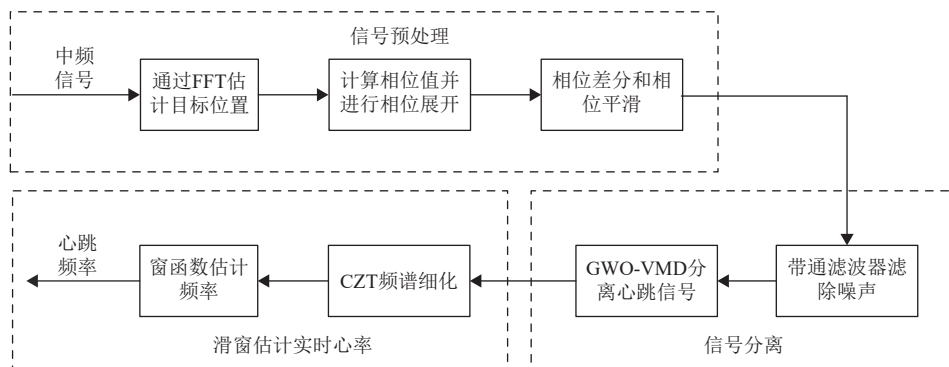 信号预处理
中频
信号
通过FFT估
计目标位置
计算相位值并
进行相位展开
相位差分和相
位平滑
带通滤波器滤
除噪声
GWO-VMD分
离心跳信号
信号分离
CZT频谱细化
窗函数估计
频率
心跳
频率
滑窗估计实时心率